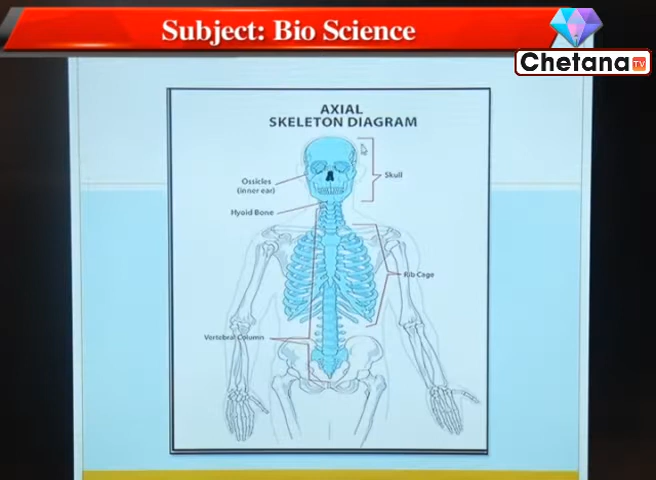 Subject: Bio Science
Chetana TV
AXIAL
SKELETON DIAGRAM
Ossicles
(inner ear)
Skull
Hyoid Bone
Rib Cage
Vertebral Column